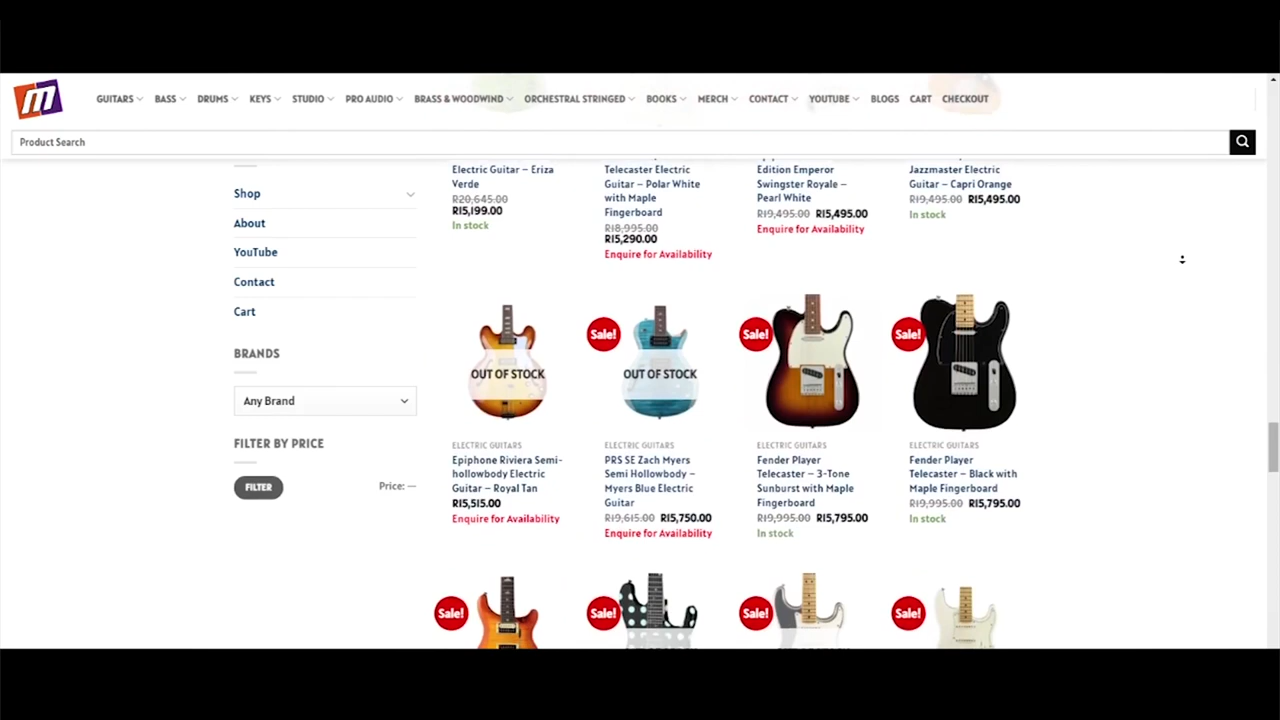 m
GUITARS BASS DRUMS KEYS STUDIO PRO AUDIO BRASS & WOODWIND ORCHESTRAL STRINGED BOOKS MERCH CONTACT YOUTUBE BLOGS CART CHECKOUT
Product Search
Shop
About
YouTube
Contact
Cart
BRANDS
Any Brand
FILTER BY PRICE
FILTER
Price: —
Electric Guitar – Eriza
Verde
R20,645.00
R15,199.00
In stock
Telecaster Electric
Guitar – Polar White
with Maple
Fingerboard
R18,995.00
R15,290.00
Enquire for Availability
Edition Emperor
Swingster Royale –
Pearl White
R19,495.00 R15,495.00
Enquire for Availability
Jazzmaster Electric
Guitar – Capri Orange
R19,495.00 R15,495.00
In stock
OUT OF STOCK
ELECTRIC GUITARS
Epiphone Riviera Semi-
hollowbody Electric
Guitar – Royal Tan
R15,515.00
Enquire for Availability
Sale!
OUT OF STOCK
ELECTRIC GUITARS
PRS SE Zach Myers
Semi Hollowbody –
Myers Blue Electric
Guitar
R19,615.00 R15,750.00
Enquire for Availability
Sale!
ELECTRIC GUITARS
Fender Player
Telecaster – 3-Tone
Sunburst with Maple
Fingerboard
R19,995.00 R15,795.00
In stock
Sale!
ELECTRIC GUITARS
Fender Player
Telecaster – Black with
Maple Fingerboard
R19,995.00 R15,795.00
In stock
Sale!
Sale!
Sale!
Sale!